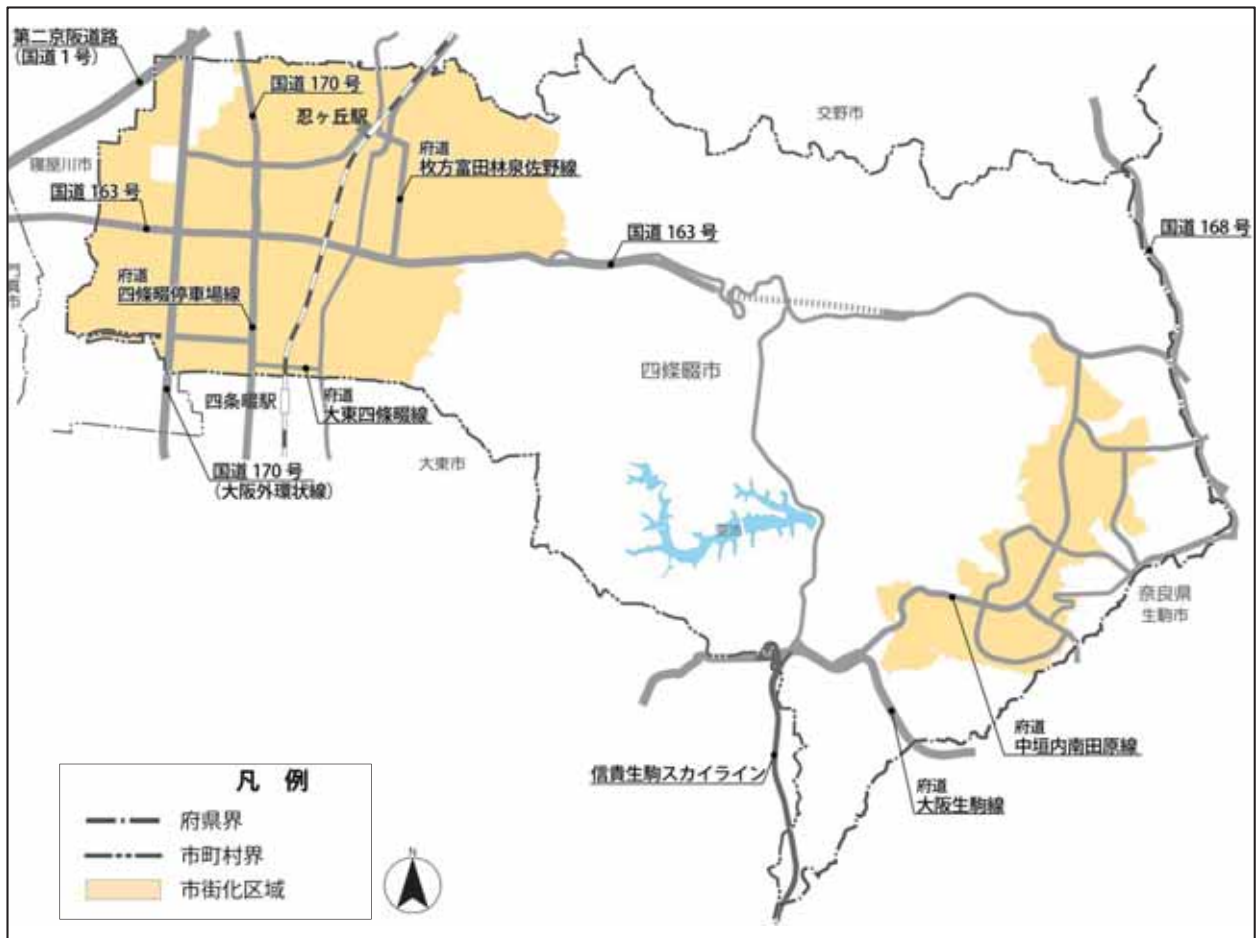 第二京阪道路
(国道1号)
国道 170 号
忍ヶ丘駅
交野市
府道
枚方富田林泉佐野線
寝屋川市
国道 163 号
国道 163 号
国道 168 号
門真市
府道
四條畷停車場線
四條畷市
四条畷駅
府道
大東四條畷線
大東市
国道 170 号
(大阪外環状線)
奈良県
生駒市
府道
中垣内南田原線
信貴生駒スカイライン
府道
大阪生駒線
凡 例
府県界
市町村界
市街化区域
N